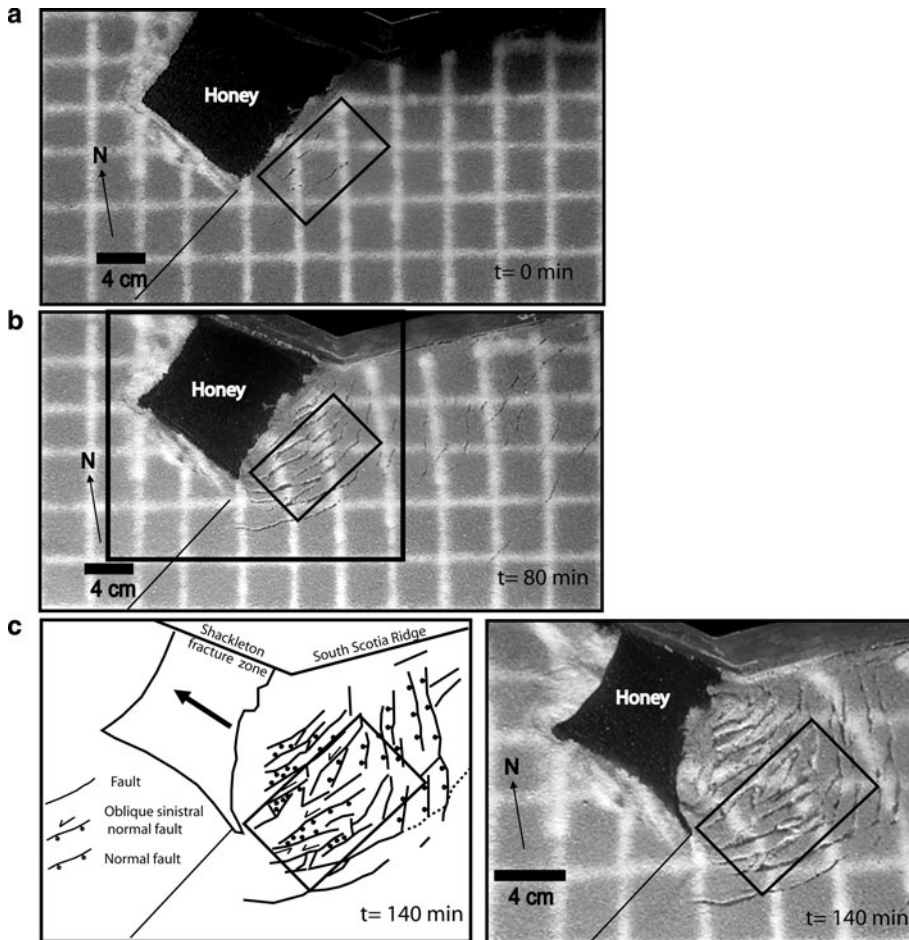 a
Honey
N
4 cm
t= 0 min
b
Honey
N
4 cm
t= 80 min
c
Shackleton
fracture zone
South Scotia Ridge
Fault
Oblique sinistral
normal fault
Normal fault
t= 140 min
Honey
N
4 cm
t= 140 min